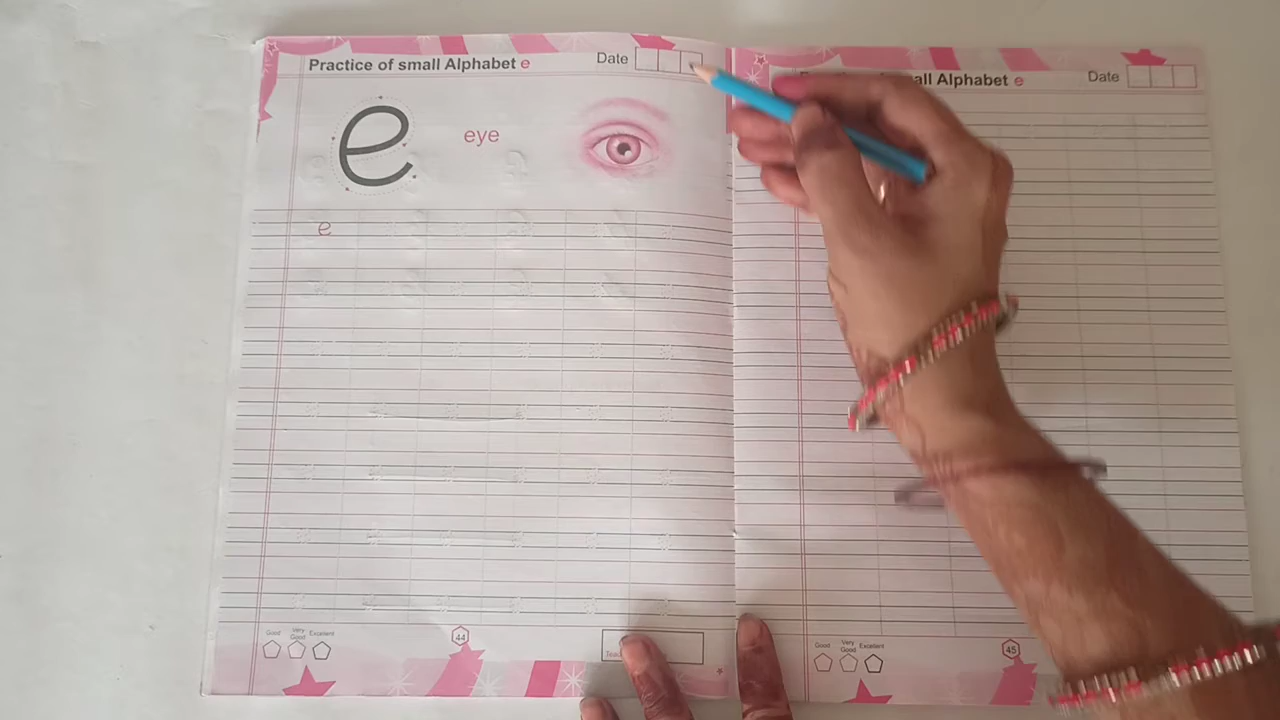 Practice of small Alphabet e
Date
e
eye
e
Good
Very Good
Excellent
44
all Alphabet e
Date
Good
Very Good
Excellent
45